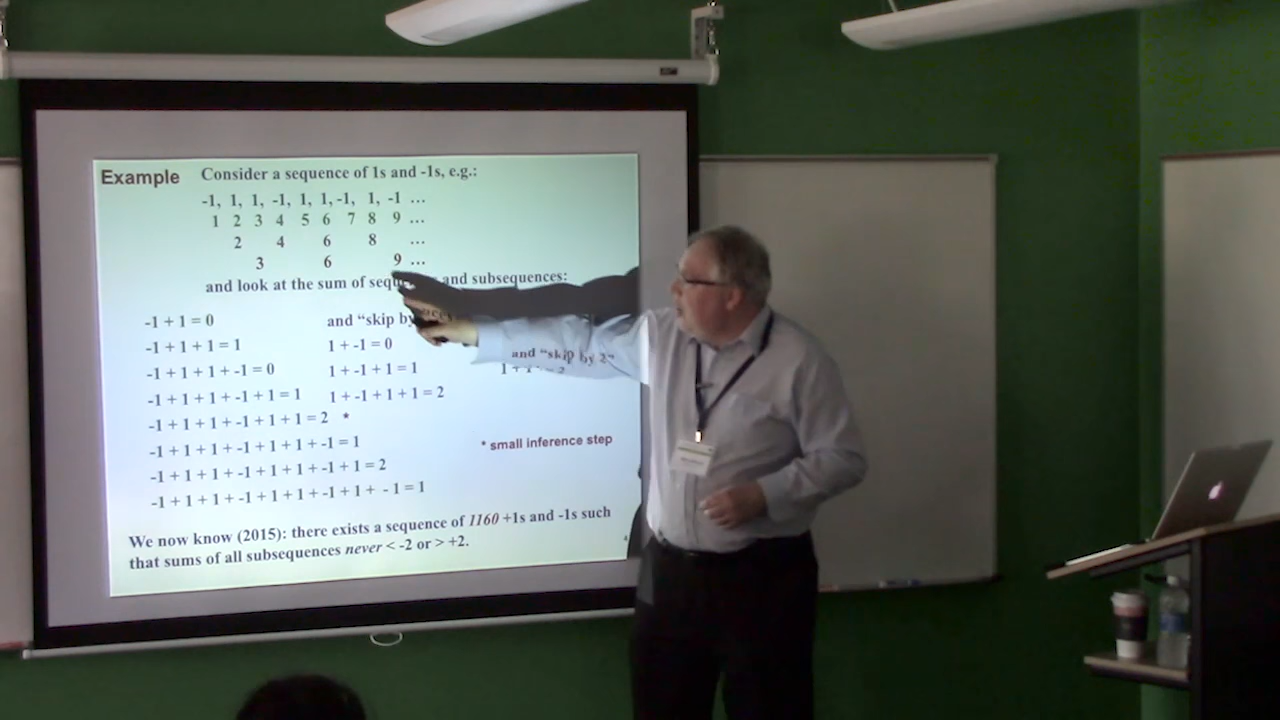 Example Consider a sequence of 1s and -1s, e.g.:
-1, 1, 1, -1, 1, 1, -1, 1, -1 ...
1 2 3 4 5 6 7 8 9 ...
2 4 6 8 ...
3 6 9 ...
and look at the sum of and subsequences:
-1 + 1 = 0
-1 + 1 + 1 = 1
-1 + 1 + 1 + -1 = 0
-1 + 1 + 1 + -1 + 1 = 1
-1 + 1 + 1 + -1 + 1 + 1 = 2 *
-1 + 1 + 1 + -1 + 1 + 1 + -1 = 1
-1 + 1 + 1 + -1 + 1 + 1 + -1 + 1 = 2
-1 + 1 + 1 + -1 + 1 + 1 + -1 + 1 + - 1 = 1
and “skip by
1 + -1 = 0
1 + -1 + 1 = 1
1 + -1 + 1 + 1 = 2
and “skip by 2”
* small inference step
We now know (2015): there exists a sequence of 1160 +1s and -1s such
that sums of all subsequences never < -2 or > +2.
4